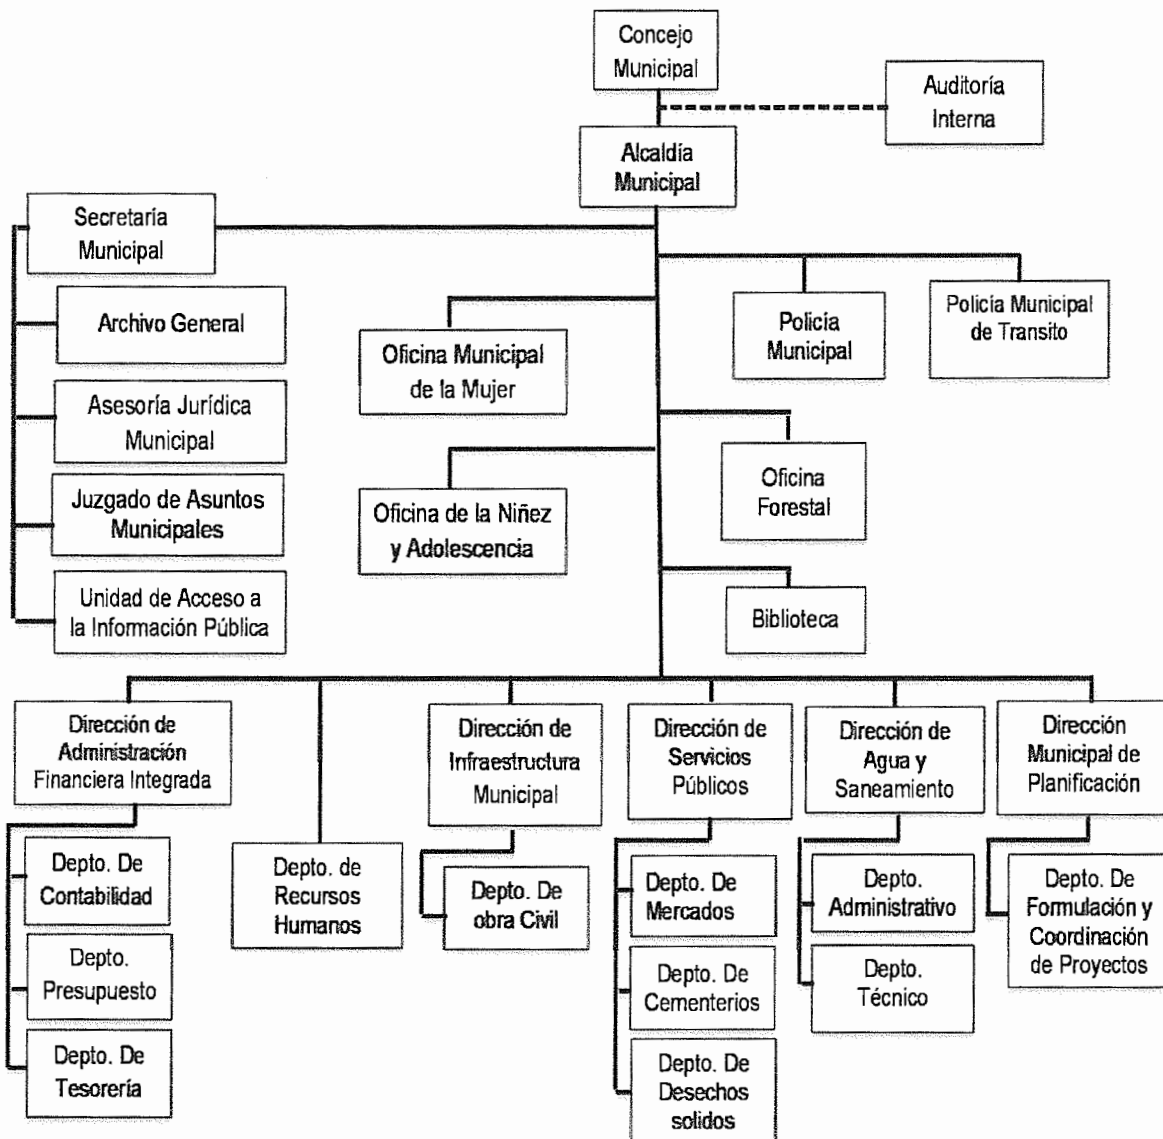 Concejo
Municipal
Auditoría
Interna
Alcaldía
Municipal
Secretaría
Municipal
Archivo General
Asesoría Jurídica
Municipal
Juzgado de Asuntos
Municipales
Unidad de Acceso a
la Información Pública
Oficina Municipal
de la Mujer
Oficina de la Niñez
y Adolescencia
Policía
Municipal
Policía Municipal
de Transito
Oficina
Forestal
Biblioteca
Dirección de
Administración
Financiera Integrada
Depto. De
Contabilidad
Depto.
Presupuesto
Depto. De
Tesorería
Depto. de
Recursos
Humanos
Dirección de
Infraestructura
Municipal
Depto. De
obra Civil
Dirección de
Servicios
Públicos
Depto. De
Mercados
Depto. De
Cementerios
Depto. De
Desechos
solidos
Dirección de
Agua y
Saneamiento
Depto.
Administrativo
Depto.
Técnico
Dirección
Municipal de
Planificación
Depto. De
Formulación y
Coordinación
de Proyectos